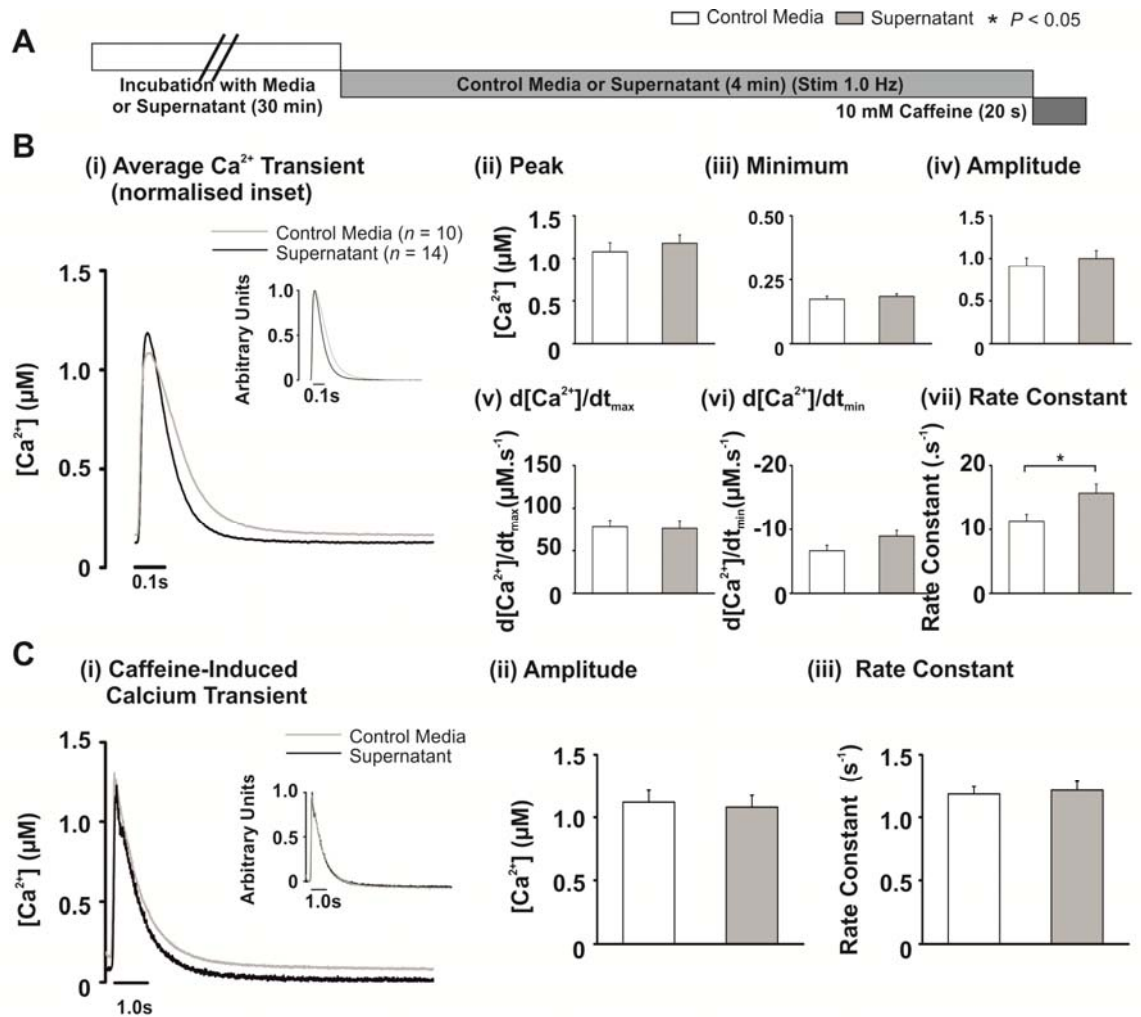 Control Media Supernatant * P < 0.05
A
Incubation with Media
or Supernatant (30 min)
Control Media or Supernatant (4 min) (Stim 1.0 Hz)
10 mM Caffeine (20 s)
B
(i) Average Ca²⁺ Transient
(normalised inset)
Control Media (n = 10)
Supernatant (n = 14)
[Ca²⁺] (µM)
1.5
1.0
0.5
0
0.1s
Arbitrary Units
1.0
0.5
0
0.1s
(ii) Peak
[Ca²⁺] (µM)
1.5
1.0
0.5
0
(iii) Minimum
0.50
0.25
0
(iv) Amplitude
1.5
1.0
0.5
0
(v) d[Ca²⁺]/dtmax
d[Ca²⁺]/dtmax(µM.s⁻¹)
150
100
50
0
(vi) d[Ca²⁺]/dtmin
d[Ca²⁺]/dtmin(µM.s⁻¹)
-20
-10
0
(vii) Rate Constant
Rate Constant (.s⁻¹)
20
10
0
*
C
(i) Caffeine-Induced
Calcium Transient
Control Media
Supernatant
[Ca²⁺] (µM)
1.5
1.0
0.5
0
1.0s
Arbitrary Units
1.0
0.5
0
1.0s
(ii) Amplitude
[Ca²⁺] (µM)
1.5
1.0
0.5
0
(iii) Rate Constant
Rate Constant (s⁻¹)
1.5
1.0
0.5
0